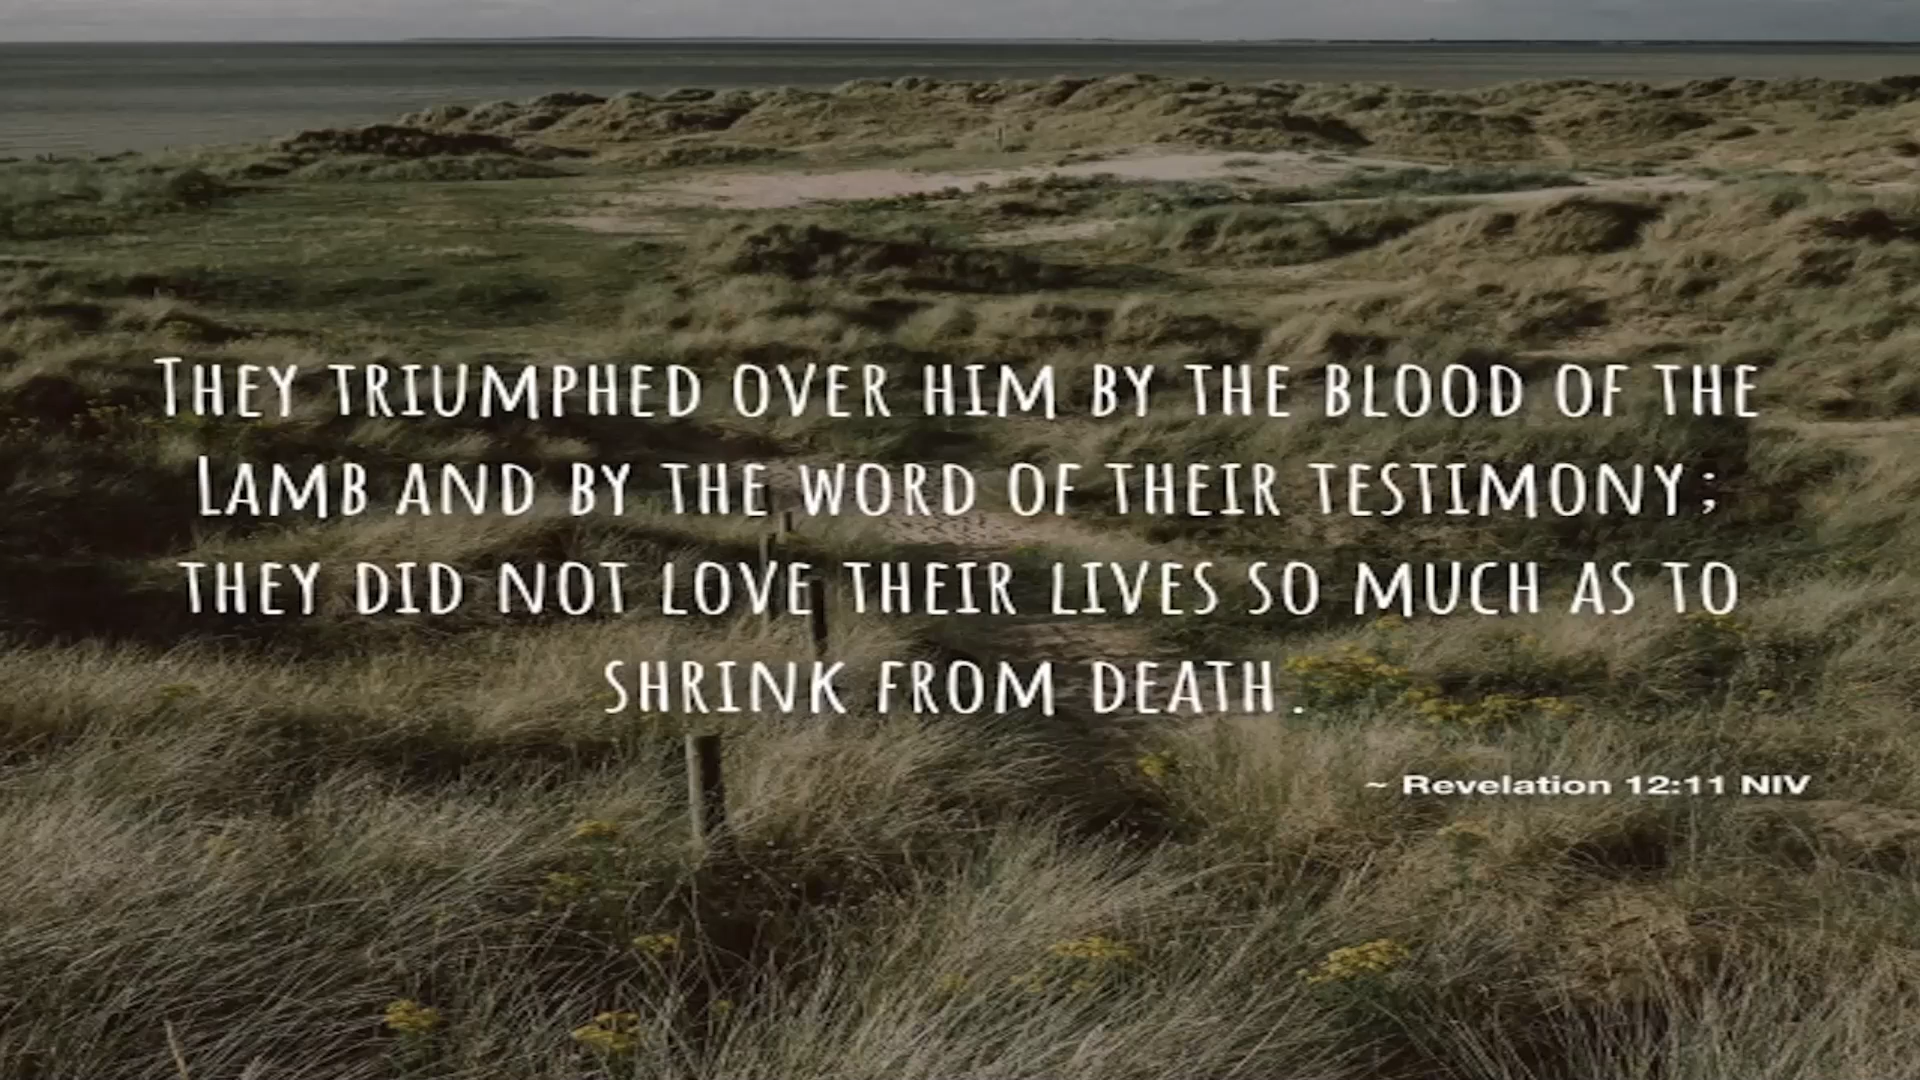 They triumphed over him by the blood of the
Lamb and by the word of their testimony;
they did not love their lives so much as to
shrink from death.
~ Revelation 12:11 NIV